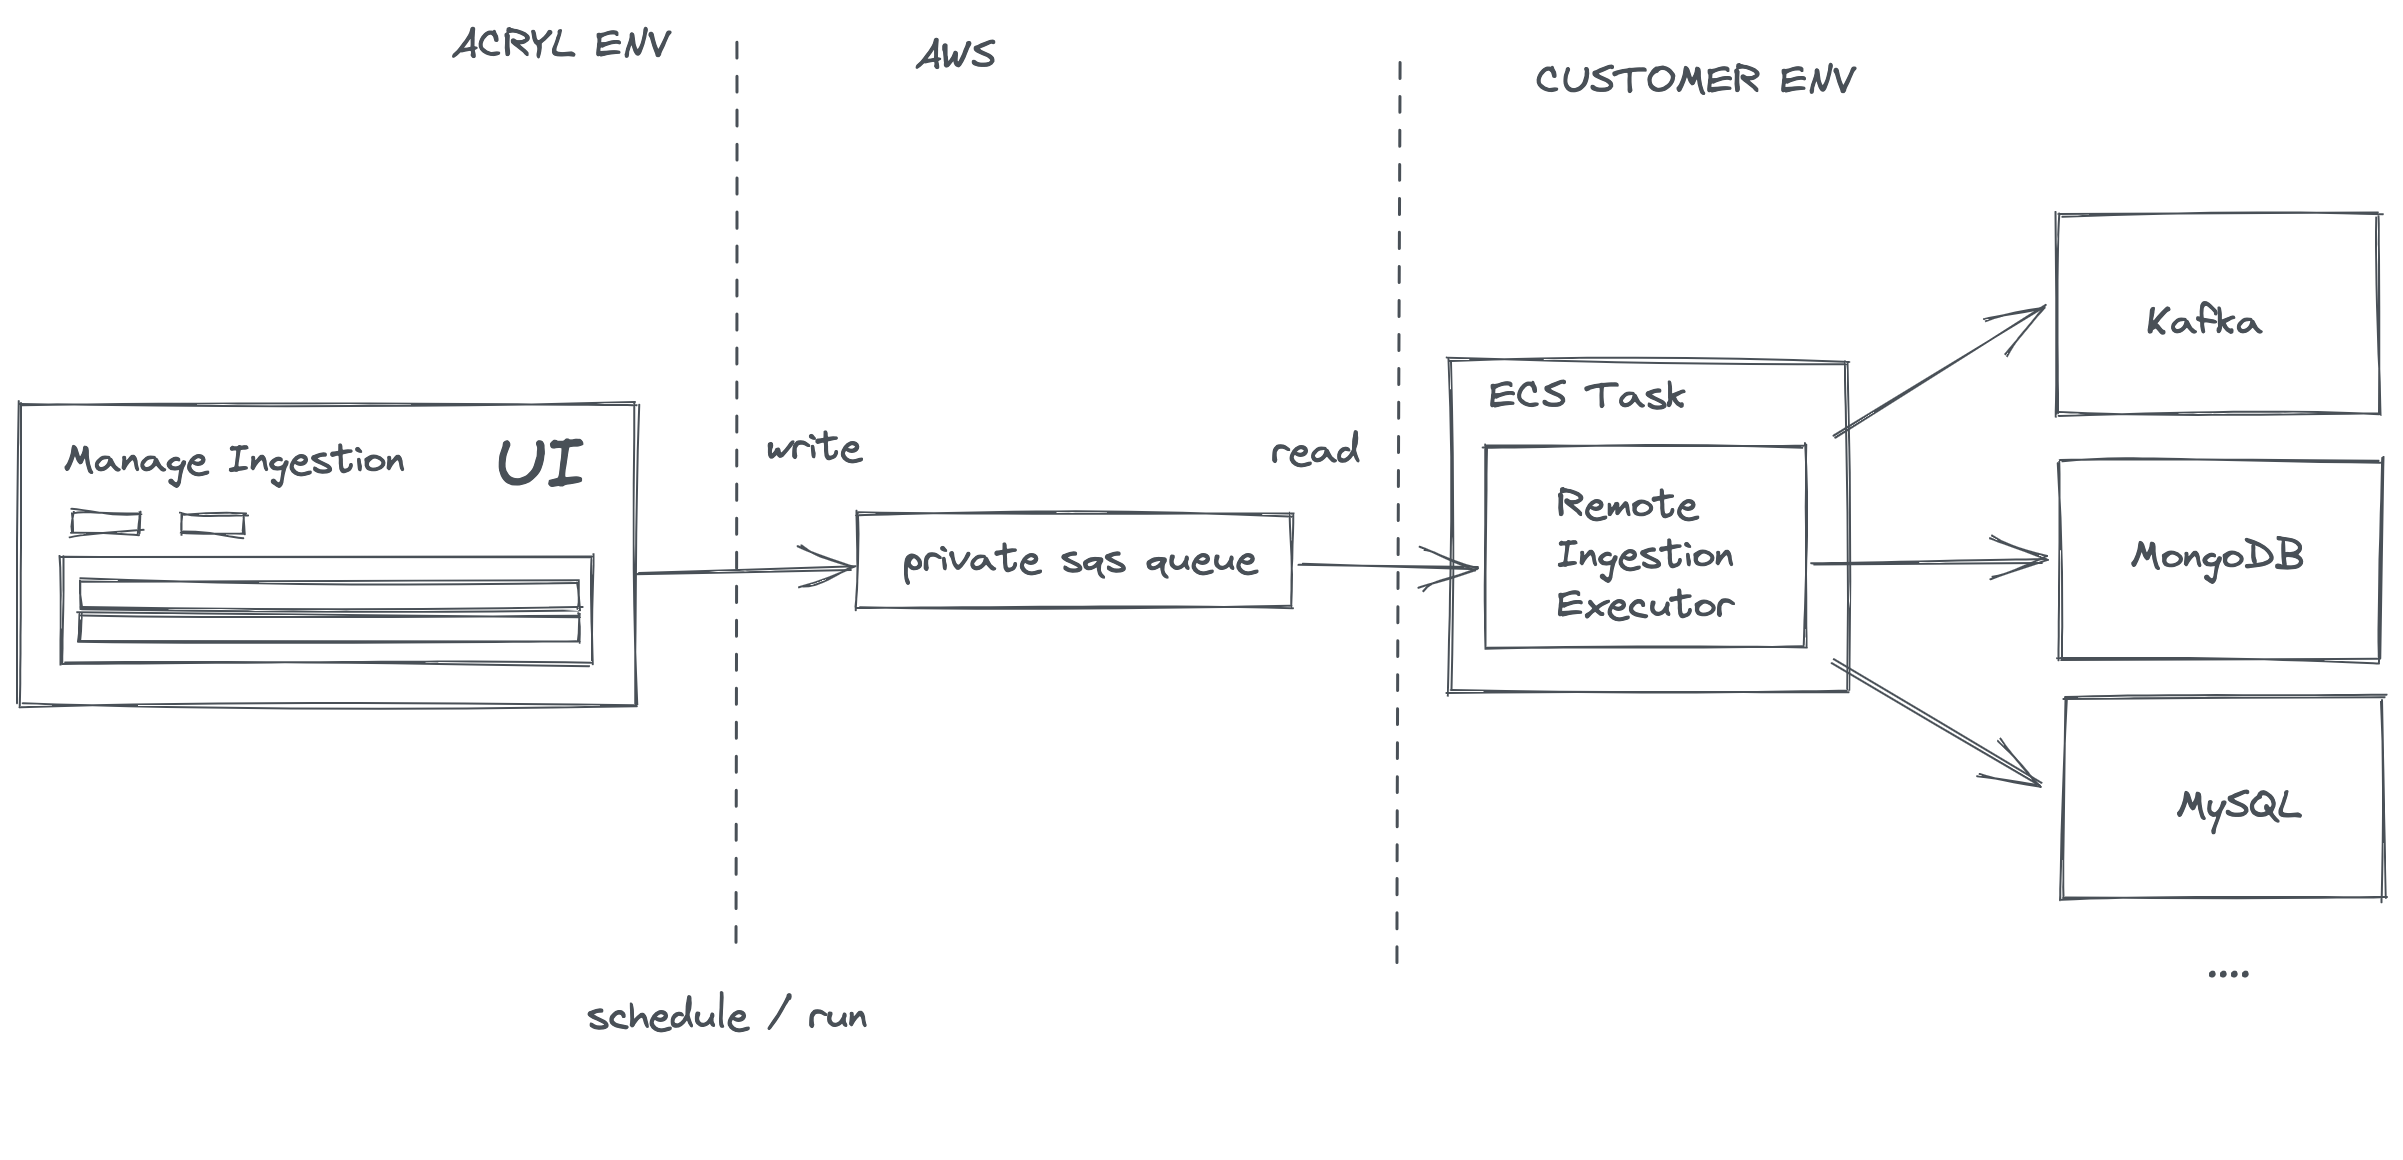 ACRYL ENV
AWS
CUSTOMER ENV
Manage Ingestion
UI
write
private sqs queue
read
ECS Task
Remote
Ingestion
Executor
Kafka
MongoDB
MySQL
....
schedule / run